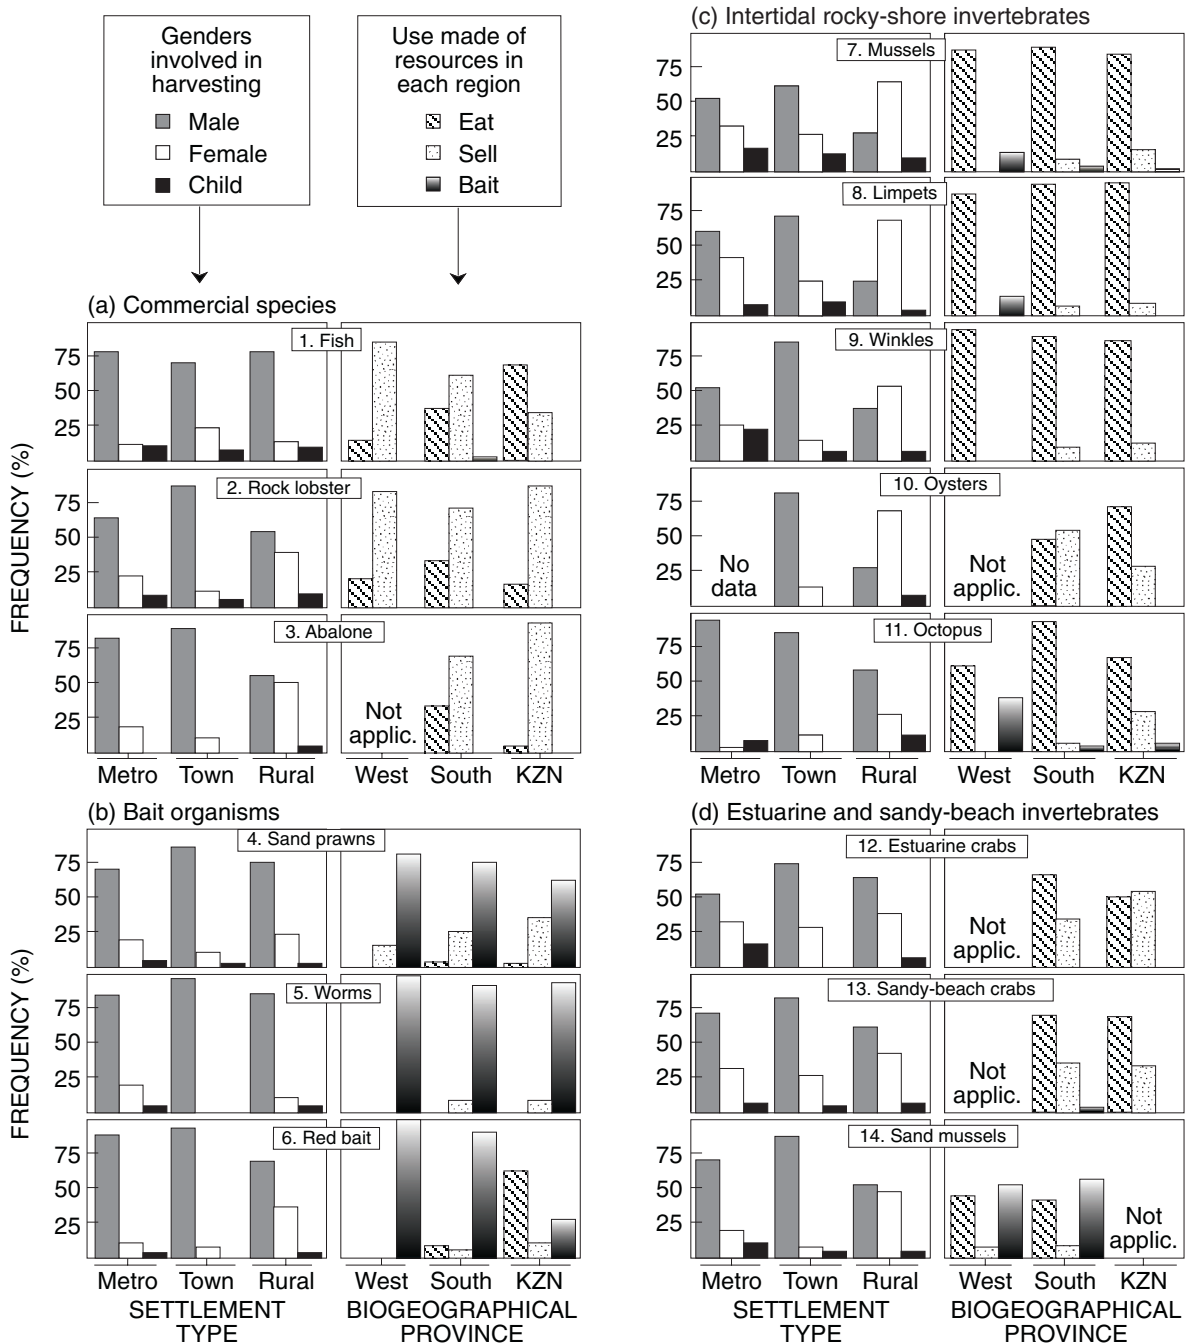 Genders
involved in
harvesting
Male
Female
Child
Use made of
resources in
each region
Eat
Sell
Bait
(a) Commercial species
FREQUENCY (%)
1. Fish
75
50
25
2. Rock lobster
75
50
25
3. Abalone
75
50
25
Not
applic.
Metro Town Rural West South KZN
(b) Bait organisms
FREQUENCY (%)
4. Sand prawns
75
50
25
5. Worms
75
50
25
6. Red bait
75
50
25
Metro Town Rural West South KZN
SETTLEMENT
TYPE
BIOGEOGRAPHICAL
PROVINCE
(c) Intertidal rocky-shore invertebrates
7. Mussels
75
50
25
8. Limpets
75
50
25
9. Winkles
75
50
25
10. Oysters
75
50
25
No
data
Not
applic.
11. Octopus
75
50
25
Metro Town Rural West South KZN
(d) Estuarine and sandy-beach invertebrates
12. Estuarine crabs
75
50
25
Not
applic.
13. Sandy-beach crabs
75
50
25
Not
applic.
14. Sand mussels
75
50
25
Not
applic.
Metro Town Rural West South KZN
SETTLEMENT
TYPE
BIOGEOGRAPHICAL
PROVINCE